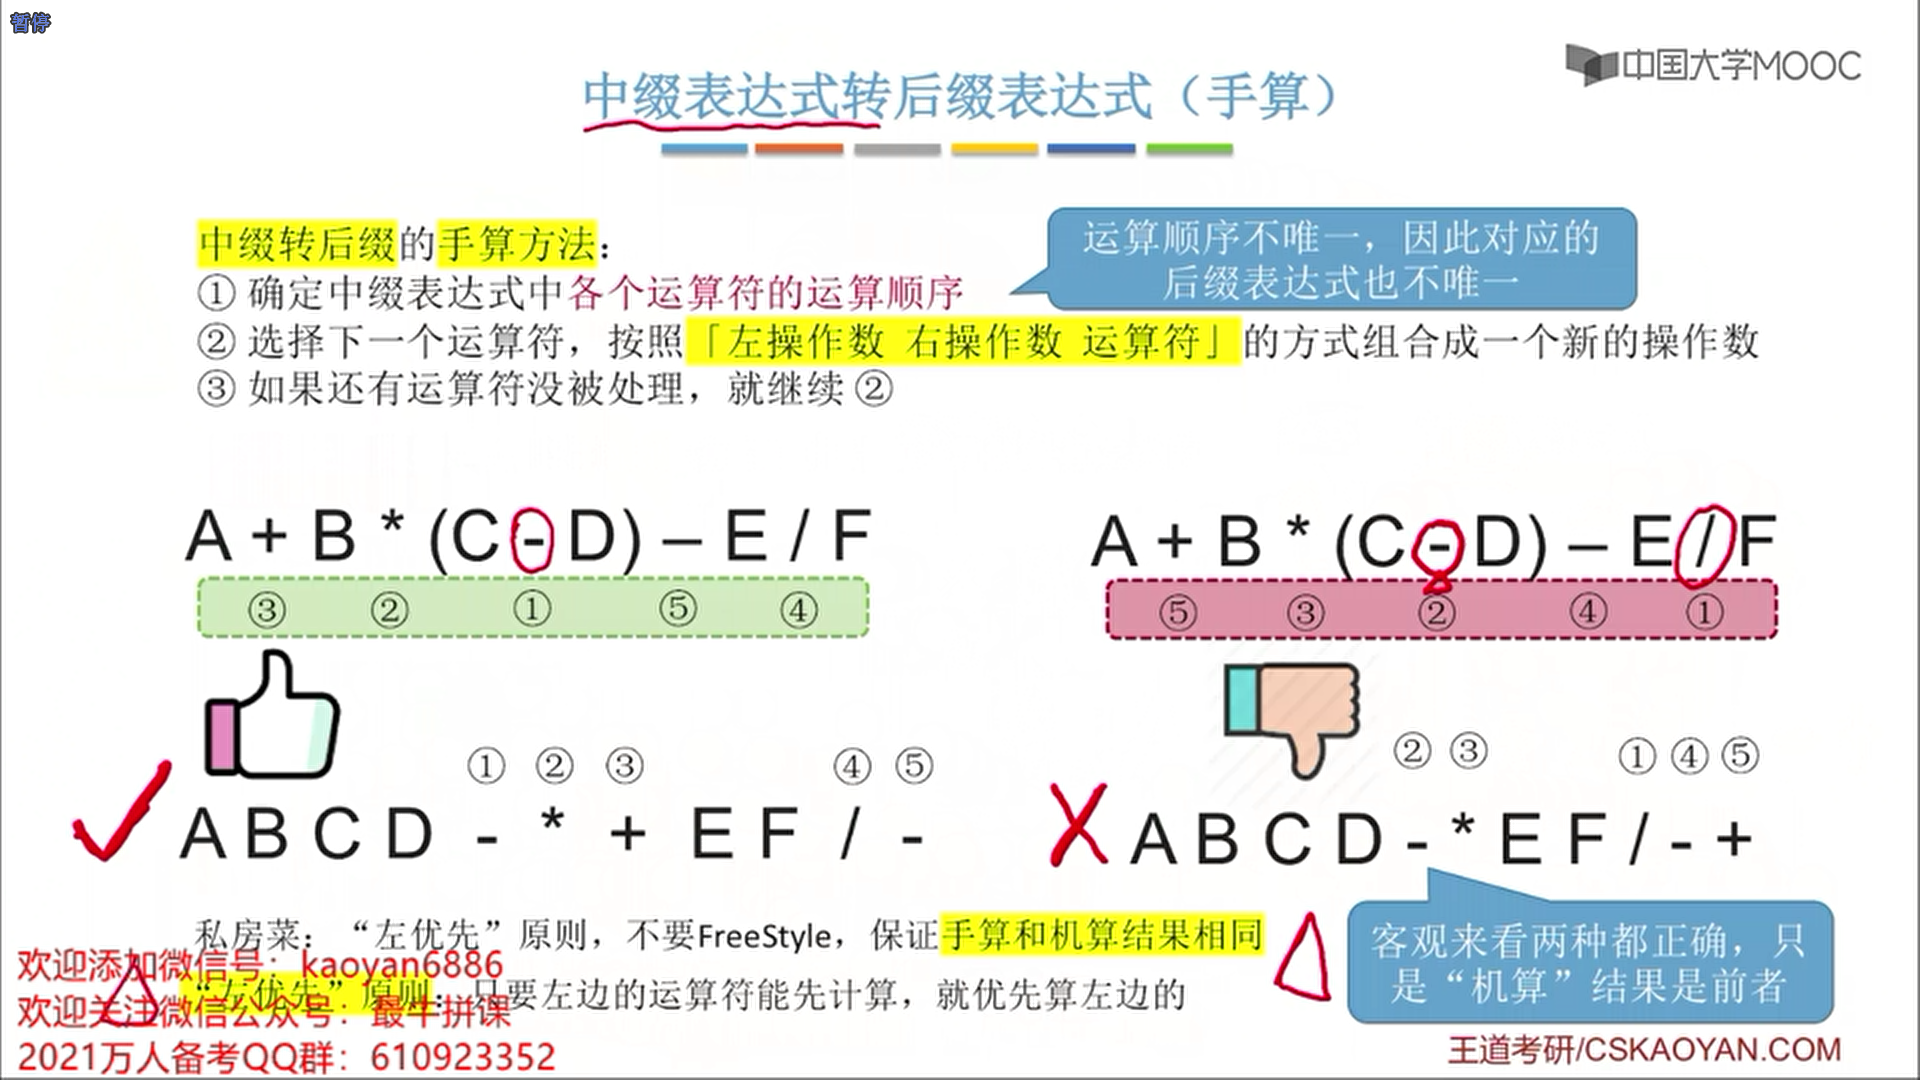 暂停
中国大学MOOC
中缀表达式转后缀表达式（手算）
中缀转后缀的手算方法：
① 确定中缀表达式中各个运算符的运算顺序
② 选择下一个运算符，按照「左操作数 右操作数 运算符」的方式组合成一个新的操作数
③ 如果还有运算符没被处理，就继续 ②
运算顺序不唯一，因此对应的
后缀表达式也不唯一
A + B * (C - D) – E / F
③ ② ① ⑤ ④
A + B * (C - D) – E / F
⑤ ③ ② ④ ①
① ② ③ ④ ⑤
A B C D - * + E F / -
② ③ ① ④ ⑤
A B C D - * E F / - +
私房菜：“左优先”原则，不要FreeStyle，保证手算和机算结果相同
“左优先”原则：只要左边的运算符能先计算，就优先算左边的
客观来看两种都正确，只
是“机算”结果是前者
欢迎添加微信号：kaoyan6886
欢迎关注微信公众号：最牛拼课
2021万人备考QQ群：610923352
王道考研/CSKAOYAN.COM